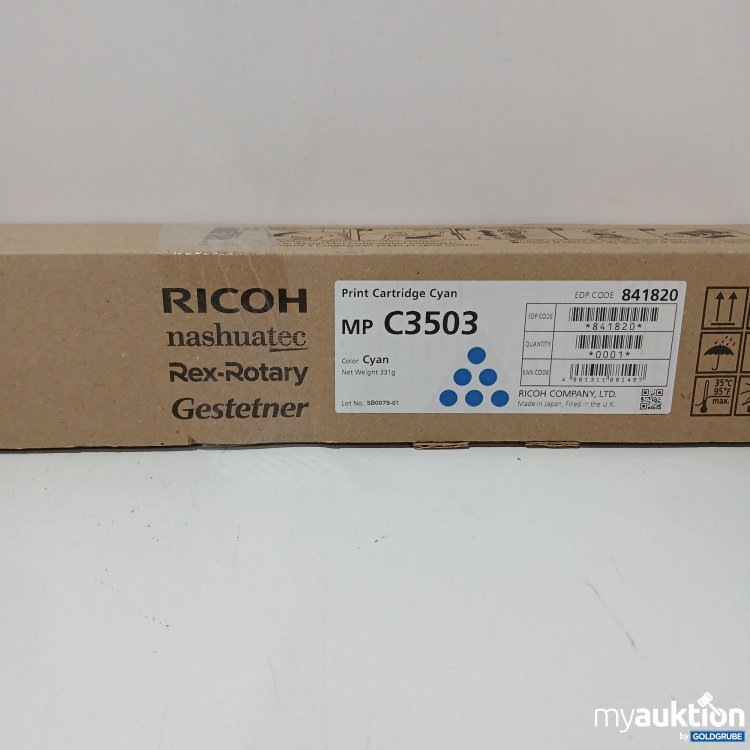 RICOH
nashuatec
Rex-Rotary
Gestetner
Print Cartridge Cyan
MP C3503
Color Cyan
Net Weight 331g
Lot No. SB0079-01
EDP CODE 841820
EDP CODE
*841820*
QUANTITY
*0001*
EAN CODE
RICOH COMPANY, LTD.
Made in Japan, Filled in the U.K.
35°C
95°F
max.
myauktion
by GOLDGRUBE